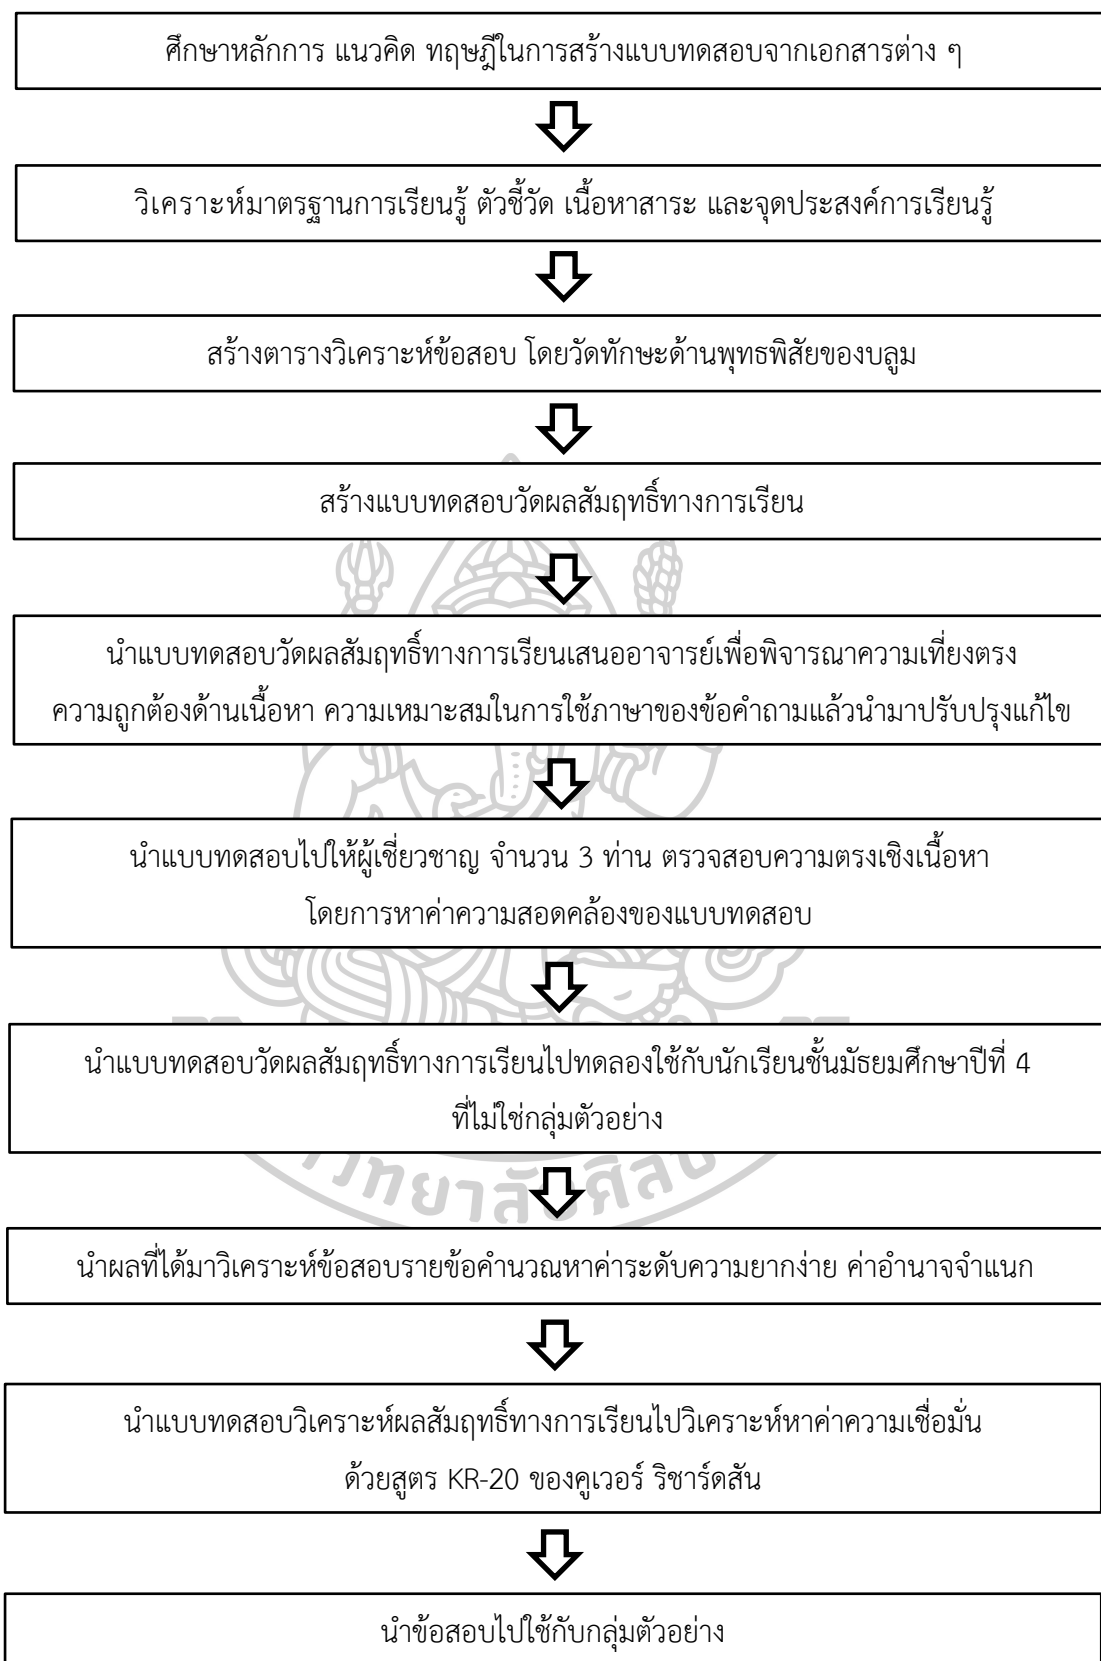 ศึกษาหลักการ แนวคิด ทฤษฎีในการสร้างแบบทดสอบจากเอกสารต่าง ๆ
วิเคราะห์มาตรฐานการเรียนรู้ ตัวชี้วัด เนื้อหาสาระ และจุดประสงค์การเรียนรู้
สร้างตารางวิเคราะห์ข้อสอบ โดยวัดทักษะด้านพุทธพิสัยของบลูม
สร้างแบบทดสอบวัดผลสัมฤทธิ์ทางการเรียน
นำแบบทดสอบวัดผลสัมฤทธิ์ทางการเรียนเสนออาจารย์เพื่อพิจารณาความเที่ยงตรง
ความถูกต้องด้านเนื้อหา ความเหมาะสมในการใช้ภาษาของข้อคำถามแล้วนำมาปรับปรุงแก้ไข
นำแบบทดสอบไปให้ผู้เชี่ยวชาญ จำนวน 3 ท่าน ตรวจสอบความตรงเชิงเนื้อหา
โดยการหาค่าความสอดคล้องของแบบทดสอบ
นำแบบทดสอบวัดผลสัมฤทธิ์ทางการเรียนไปทดลองใช้กับนักเรียนชั้นมัธยมศึกษาปีที่ 4
ที่ไม่ใช่กลุ่มตัวอย่าง
นำผลที่ได้มาวิเคราะห์ข้อสอบรายข้อคำนวณหาค่าระดับความยากง่าย ค่าอำนาจจำแนก
นำแบบทดสอบวิเคราะห์ผลสัมฤทธิ์ทางการเรียนไปวิเคราะห์หาค่าความเชื่อมั่น
ด้วยสูตร KR-20 ของคูเวอร์ ริชาร์ดสัน
นำข้อสอบไปใช้กับกลุ่มตัวอย่าง